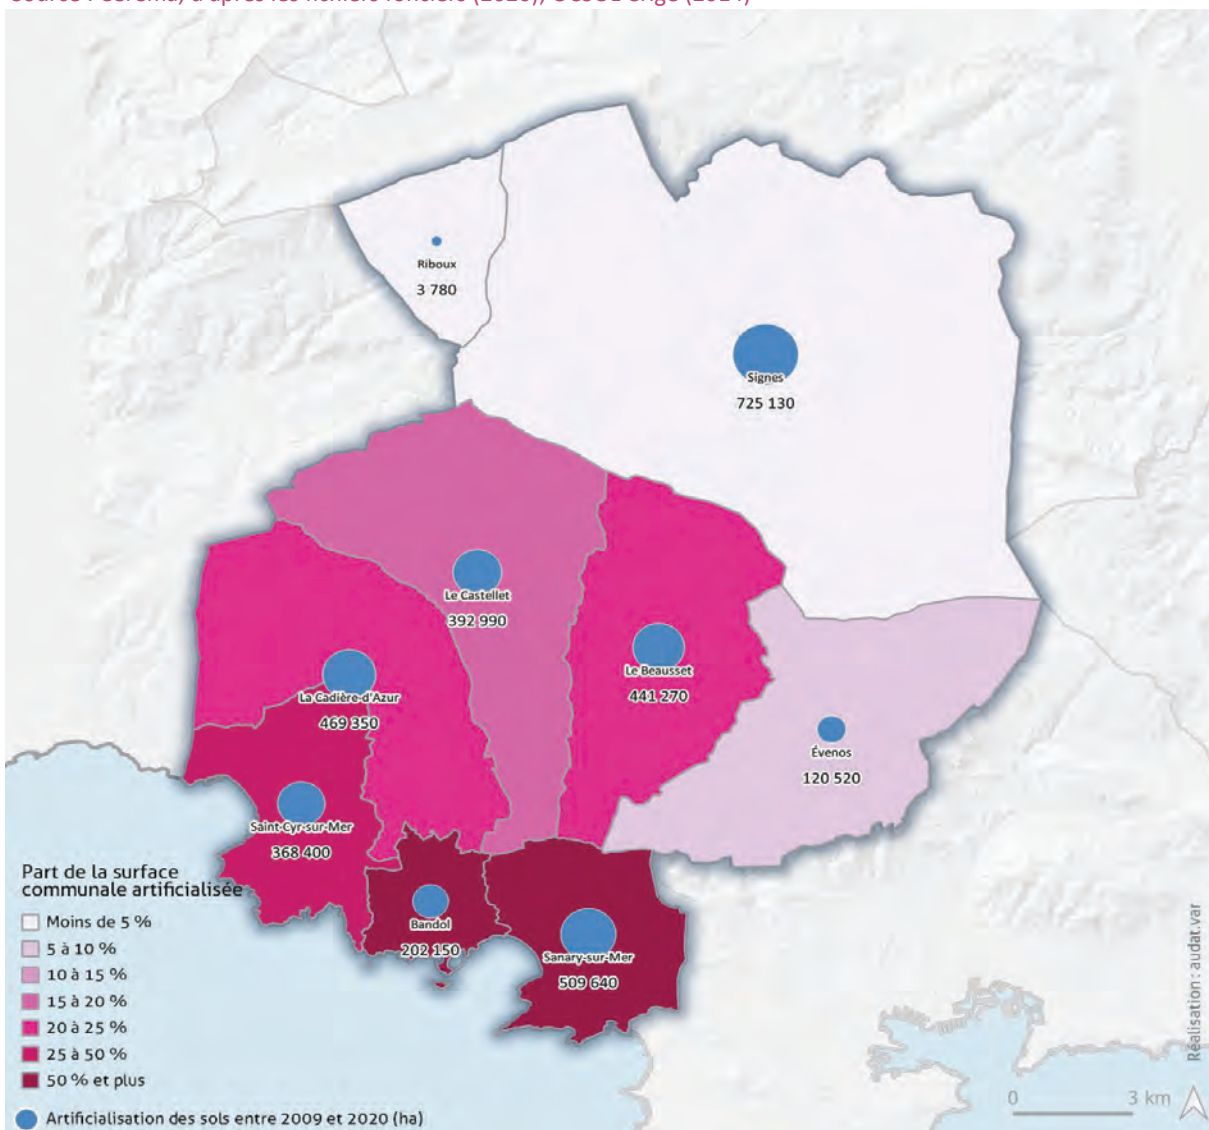 Riboux
3 780
Signes
725 130
Le Castellet
392 990
Le Beausset
441 270
La Cadière-d'Azur
469 350
Évenos
120 520
Saint-Cyr-sur-Mer
368 400
Bandol
202 150
Sanary-sur-Mer
509 640
Part de la surface
communale artificialisée
Moins de 5 %
5 à 10 %
10 à 15 %
15 à 20 %
20 à 25 %
25 à 50 %
50 % et plus
Artificialisation des sols entre 2009 et 2020 (ha)
0 3 km
Réalisation : audat.var